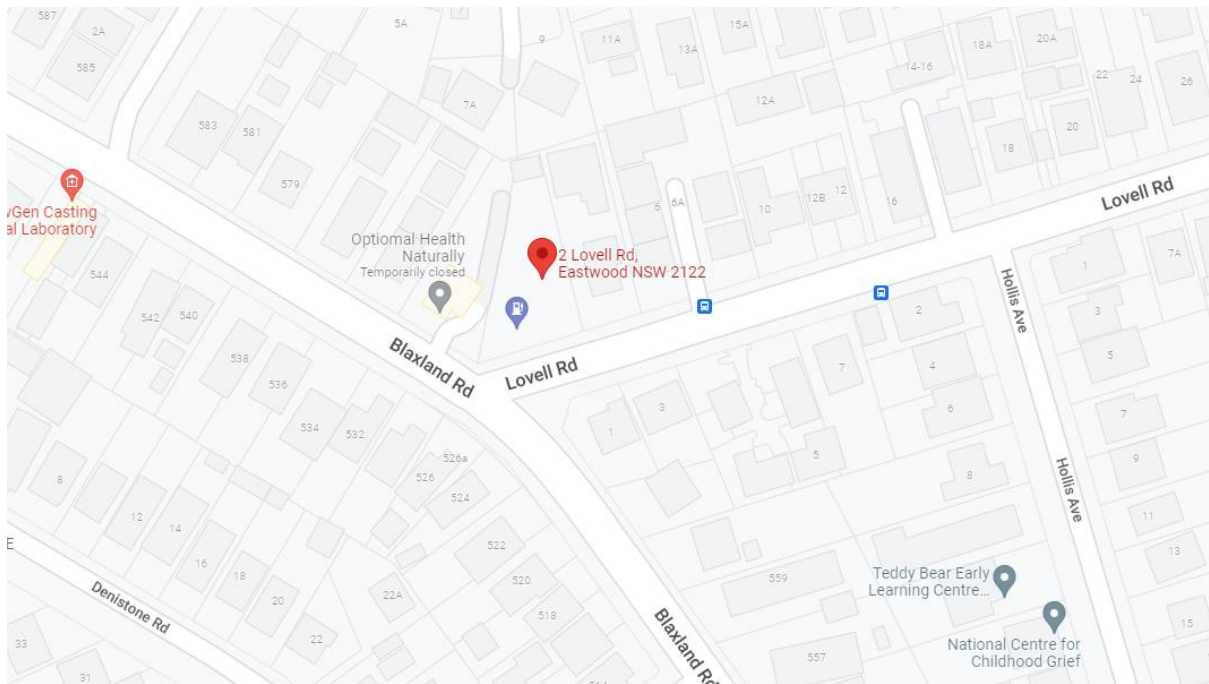 587
2A
585
5A
7
9
11A
13A
15A
14-16
18A
20A
22
24
26
583
581
579
7A
12A
18
20
6
6A
10
12B
12
16
Lovell Rd
wGen Casting
al Laboratory
544
542
540
538
536
534
532
Optiomal Health
Naturally
Temporarily closed
2 Lovell Rd,
Eastwood NSW 2122
Blaxland Rd
Lovell Rd
Hollis Ave
1
7A
3
5
2
4
6
7
7
9
8
11
13
15
1
3
5
526a
526
524
522
520
518
8
12
14
16
18
20
22
22A
E
Denistone Rd
33
31
559
557
Blaxland Rd
Hollis Ave
Teddy Bear Early
Learning Centre...
National Centre for
Childhood Grief